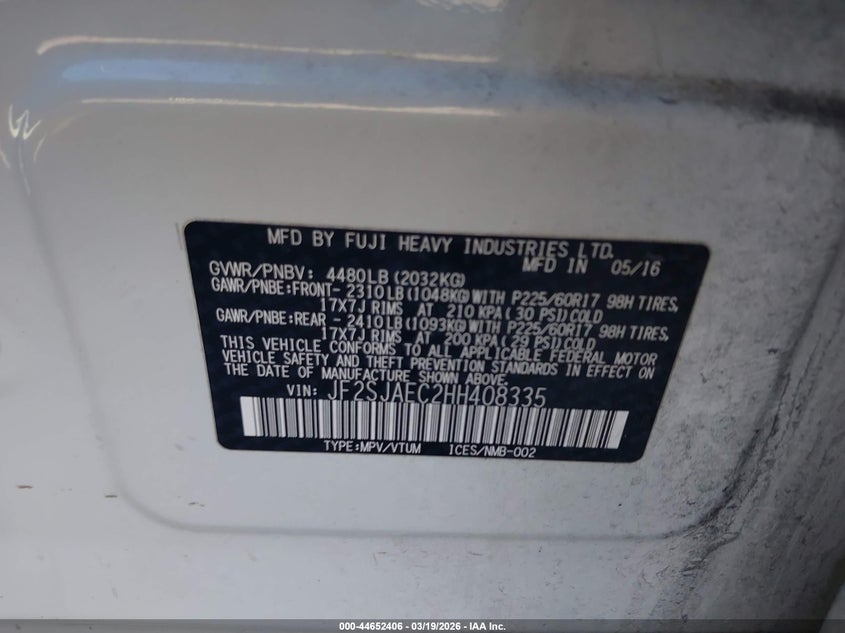 MFD BY FUJI HEAVY INDUSTRIES LTD.
MFD IN 05/16
GVWR/PNBV: 4480LB(2032KG)
GAWR/PNBE:FRONT- 2310LB(1048KG)WITH P225/60R17 98H TIRES,
17X7J RIMS AT 210 KPA(30 PSI)COLD
GAWR/PNBE:REAR - 2410LB(1093KG)WITH P225/60R17 98H TIRES,
17X7J RIMS AT 200 KPA(29 PSI)COLD
THIS VEHICLE CONFORMS TO ALL APPLICABLE FEDERAL MOTOR
VEHICLE SAFETY AND THEFT PREVENTION STANDARDS IN EFFECT ON
THE DATE OF MANUFACTURE SHOWN ABOVE.
VIN: JF2SJAEC2HH408335
TYPE:MPV/VTUM ICES/NMB-002
000-44652406 - 03/19/2026 - IAA Inc.